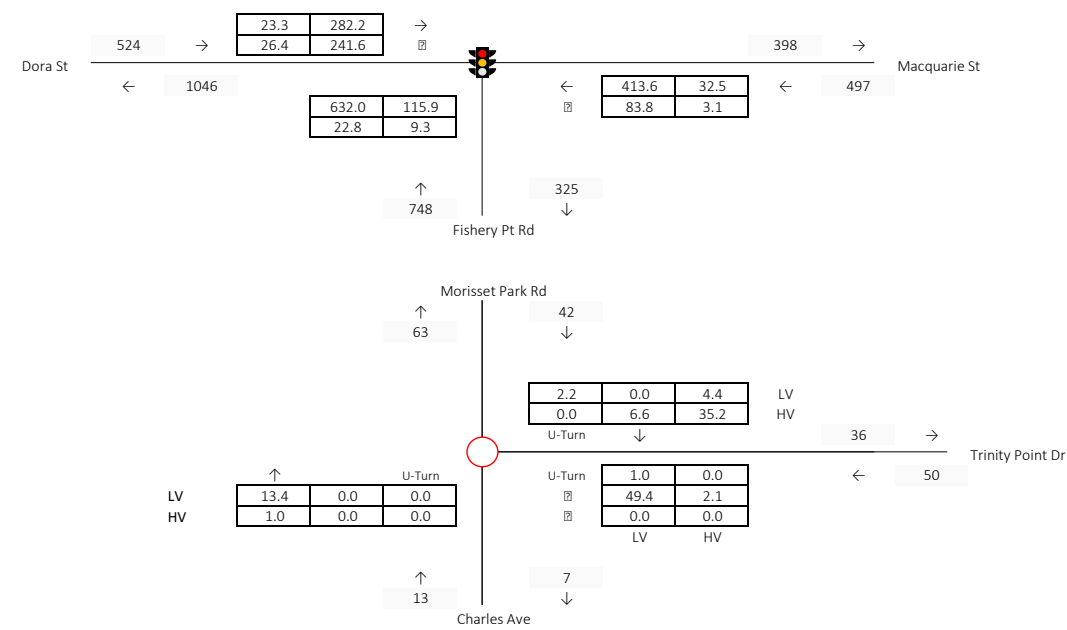 23.3 282.2 →
524 → 26.4 241.6 ⍰ 398 →
Dora St Macquarie St
← 1046 ← 413.6 32.5 ← 497
632.0 115.9 ⍰ 83.8 3.1
22.8 9.3
↑ 325
748 ↓
Fishery Pt Rd
Morisset Park Rd
↑ 42
63 ↓
2.2 0.0 4.4 LV
0.0 6.6 35.2 HV
U-Turn ↓ 36 →
Trinity Point Dr
↑ U-Turn U-Turn 1.0 0.0 ← 50
LV 13.4 0.0 0.0 ⍰ 49.4 2.1
HV 1.0 0.0 0.0 ⍰ 0.0 0.0
LV HV
↑ 7
13 ↓
Charles Ave